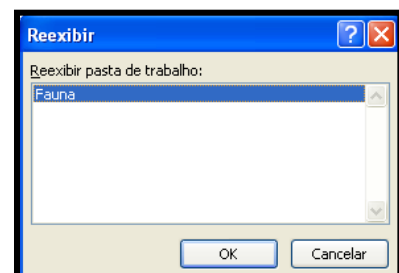 Reexibir
Reexibir pasta de trabalho:
Fauna
OK
Cancelar